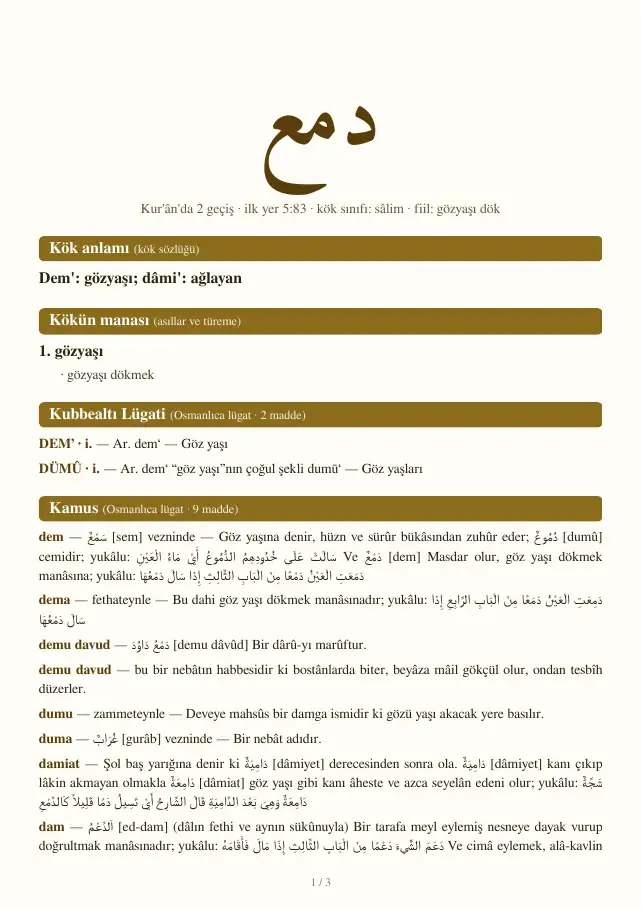 دمع
Kur'ân'da 2 geçiş · ilk yer 5:83 · kök sınıfı: sâlim · fiil: gözyaşı dök
Kök anlamı (kök sözlüğü)
Dem': gözyaşı; dâmi': ağlayan
Kökün manası (asıllar ve türeme)
1. gözyaşı
· gözyaşı dökmek
Kubbealtı Lügati (Osmanlıca lügat · 2 madde)
DEM’ · i. — Ar. dem‘ — Göz yaşı
DÜMÛ · i. — Ar. dem‘ “göz yaşı”nın çoğul şekli dumū‘ — Göz yaşları
Kamus (Osmanlıca lügat · 9 madde)
dem — سَمْعٌ [sem] vezninde — Göz yaşına denir, hüzn ve sürûr bükâsından zuhûr eder; دُمُوعٌ [dumû]
cemidir; yukâlu: سَالَتْ عَلَى خُدُودِهِمُ الدُّمُوعُ أَيْ مَاءُ الْعَيْنِ Ve دَمْعٌ [dem] Masdar olur, göz yaşı dökmek
manâsına; yukâlu: دَمَعَتِ الْعَيْنُ دَمْعًا مِنَ الْبَابِ الثَّالِثِ إِذَا سَالَ دَمْعُهَا
dema — fethateynle — Bu dahi göz yaşı dökmek manâsınadır; yukâlu: دَمِعَتِ الْعَيْنُ دَمَعًا مِنَ الْبَابِ الرَّابِعِ إِذَا
سَالَ دَمْعُهَا
demu davud — دَمْعُ دَاوُدَ [demu dâvûd] Bir dârû-yı marûftur.
demu davud — bu bir nebâtın habbesidir ki bostânlarda biter, beyâza mâil gökçül olur, ondan tesbîh
düzerler.
dumu — zammeteynle — Deveye mahsûs bir damga ismidir ki gözü yaşı akacak yere basılır.
duma — غُرَابٌ [gurâb] vezninde — Bir nebât adıdır.
damiat — Şol baş yarığına denir ki دَامِيَةٌ [dâmiyet] derecesinden sonra ola. دَامِيَةٌ [dâmiyet] kanı çıkıp
lâkin akmayan olmakla دَامِعَةٌ [dâmiat] göz yaşı gibi kanı âheste ve azca seyelân edeni olur; yukâlu: شَجَّةٌ
دَامِعَةٌ وَهِيَ بَعْدَ الدَّامِيَةِ قَالَ الشَّارِحُ أَيْ تَسِيلُ دَمًا قَلِيلاً كَالدَّمْعِ
dam — اَلدَّعْمُ [ed-dam] (dâlın fethi ve aynın sükûnuyla) Bir tarafa meyl eylemiş nesneye dayak vurup
doğrultmak manâsınadır; yukâlu: دَعَمَ الشَّيْءَ دَعْمًا مِنَ الْبَابِ الثَّالِثِ إِذَا مَالَ فَأَقَامَهُ Ve cimâ eylemek, alâ-kavlin
1 / 3